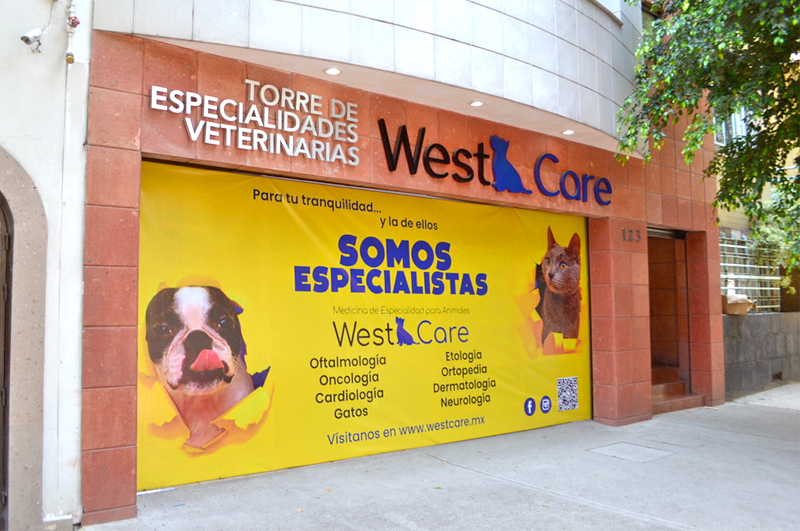 TORRE DE
ESPECIALIDADES
VETERINARIAS
West Care
123
Para tu tranquilidad...
y la de ellos
SOMOS
ESPECIALISTAS
Medicina de Especialidad para Animales
West Care
Oftalmología
Oncología
Cardiología
Gatos
Etología
Ortopedia
Dermatología
Neurología
Vísitanos en www.westcare.mx